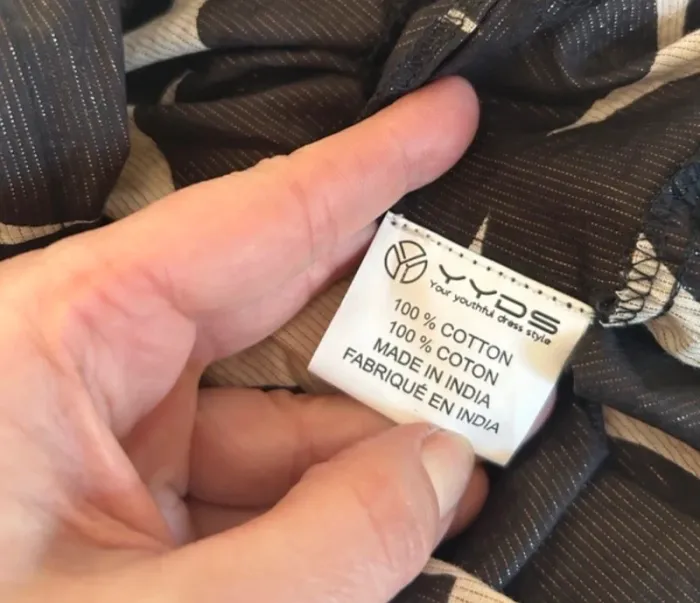 YYDS
Your youthful dress style
100 % COTTON
100 % COTON
MADE IN INDIA
FABRIQUÉ EN INDIA